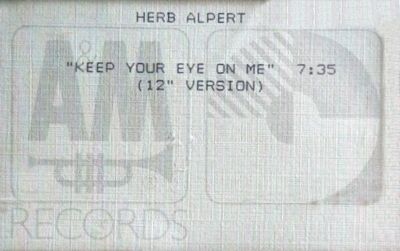 HERB ALPERT
"KEEP YOUR EYE ON ME" 7:35
(12" VERSION)
A&M
RECORDS